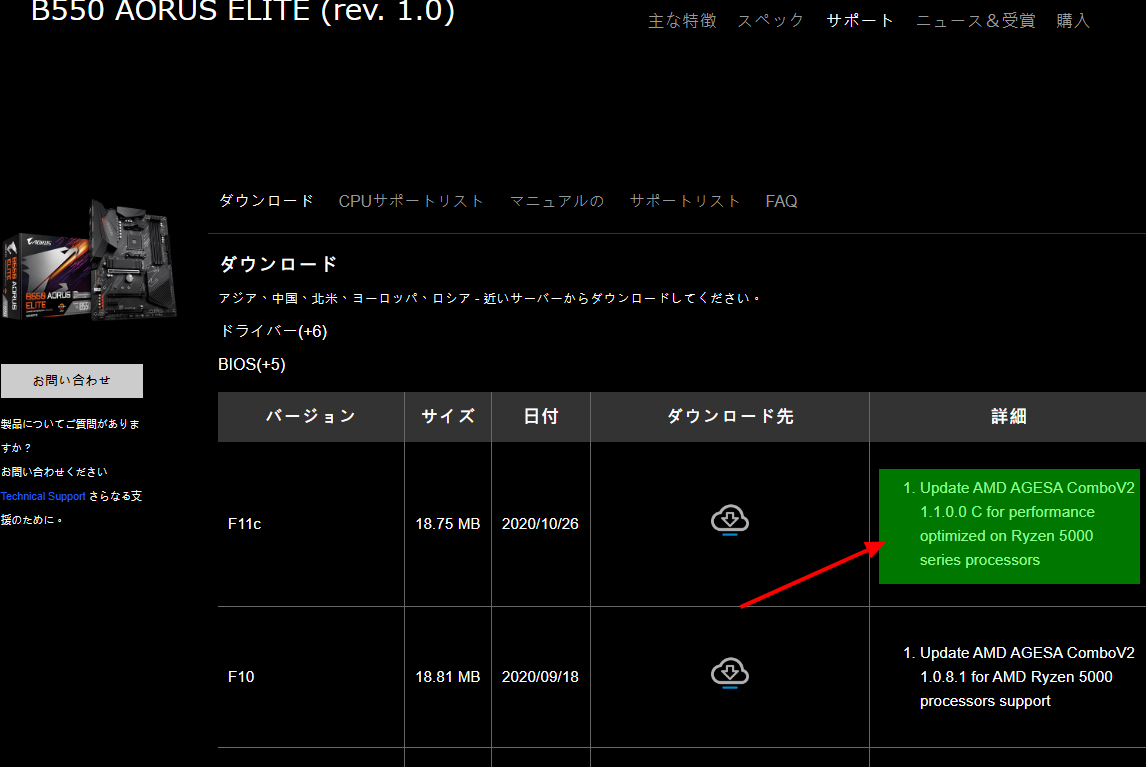 B550 AORUS ELITE (rev. 1.0)
主な特徴 スペック サポート ニュース＆受賞 購入
ダウンロード CPUサポートリスト マニュアルの サポートリスト FAQ
ダウンロード
アジア、中国、北米、ヨーロッパ、ロシア - 近いサーバーからダウンロードしてください。
ドライバー(+6)
BIOS(+5)
AORUS
B550 AORUS
ELITE
お問い合わせ
製品についてご質問がありま
すか？
お問い合わせください
Technical Support さらなる支
援のために。
バージョン サイズ 日付 ダウンロード先 詳細
F11c 18.75 MB 2020/10/26
1. Update AMD AGESA ComboV2
1.1.0.0 C for performance
optimized on Ryzen 5000
series processors
F10 18.81 MB 2020/09/18
1. Update AMD AGESA ComboV2
1.0.8.1 for AMD Ryzen 5000
processors support